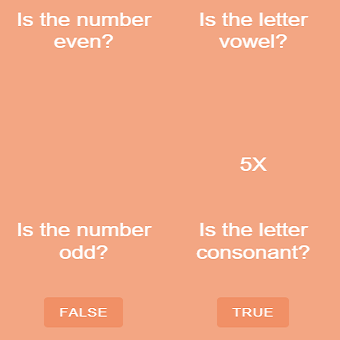 Is the number
even?
Is the letter
vowel?
5X
Is the number
odd?
Is the letter
consonant?
FALSE
TRUE